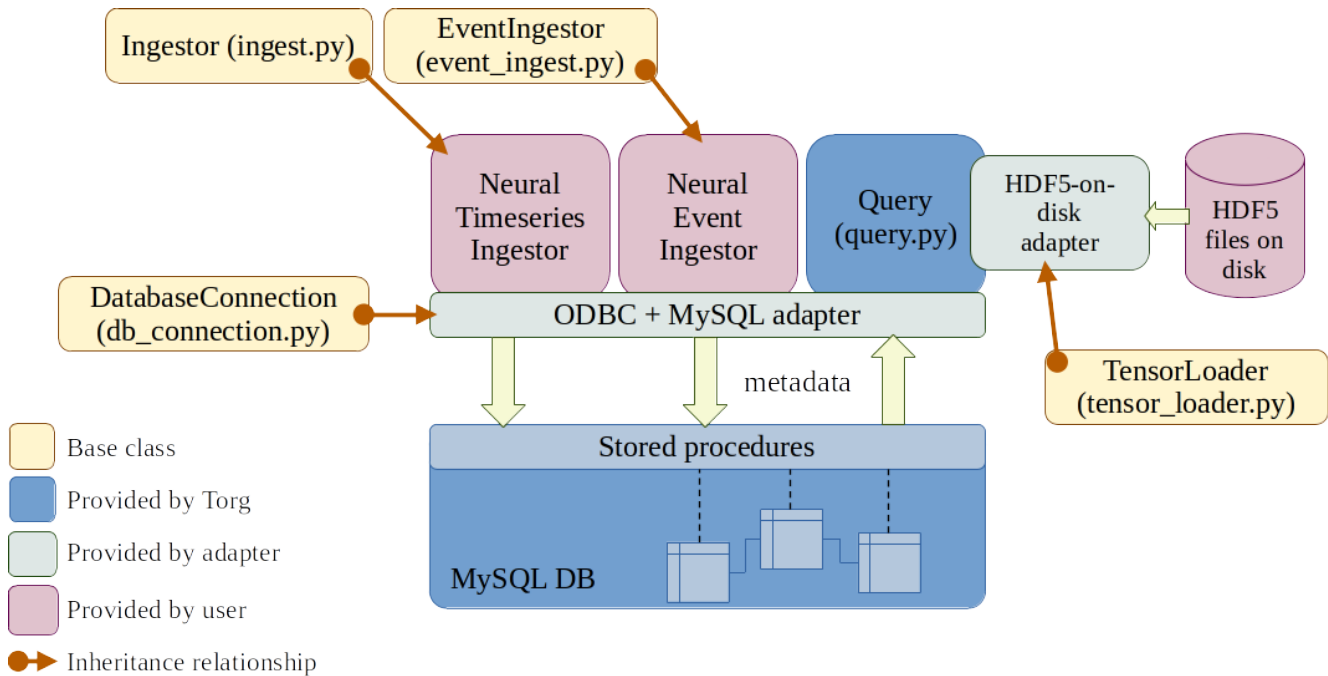 Ingestor (ingest.py)
EventIngestor
(event_ingest.py)
Neural
Timeseries
Ingestor
Neural
Event
Ingestor
Query
(query.py)
HDF5-on-
disk
adapter
HDF5
files on
disk
DatabaseConnection
(db_connection.py)
ODBC + MySQL adapter
metadata
TensorLoader
(tensor_loader.py)
Stored procedures
MySQL DB
Base class
Provided by Torg
Provided by adapter
Provided by user
Inheritance relationship